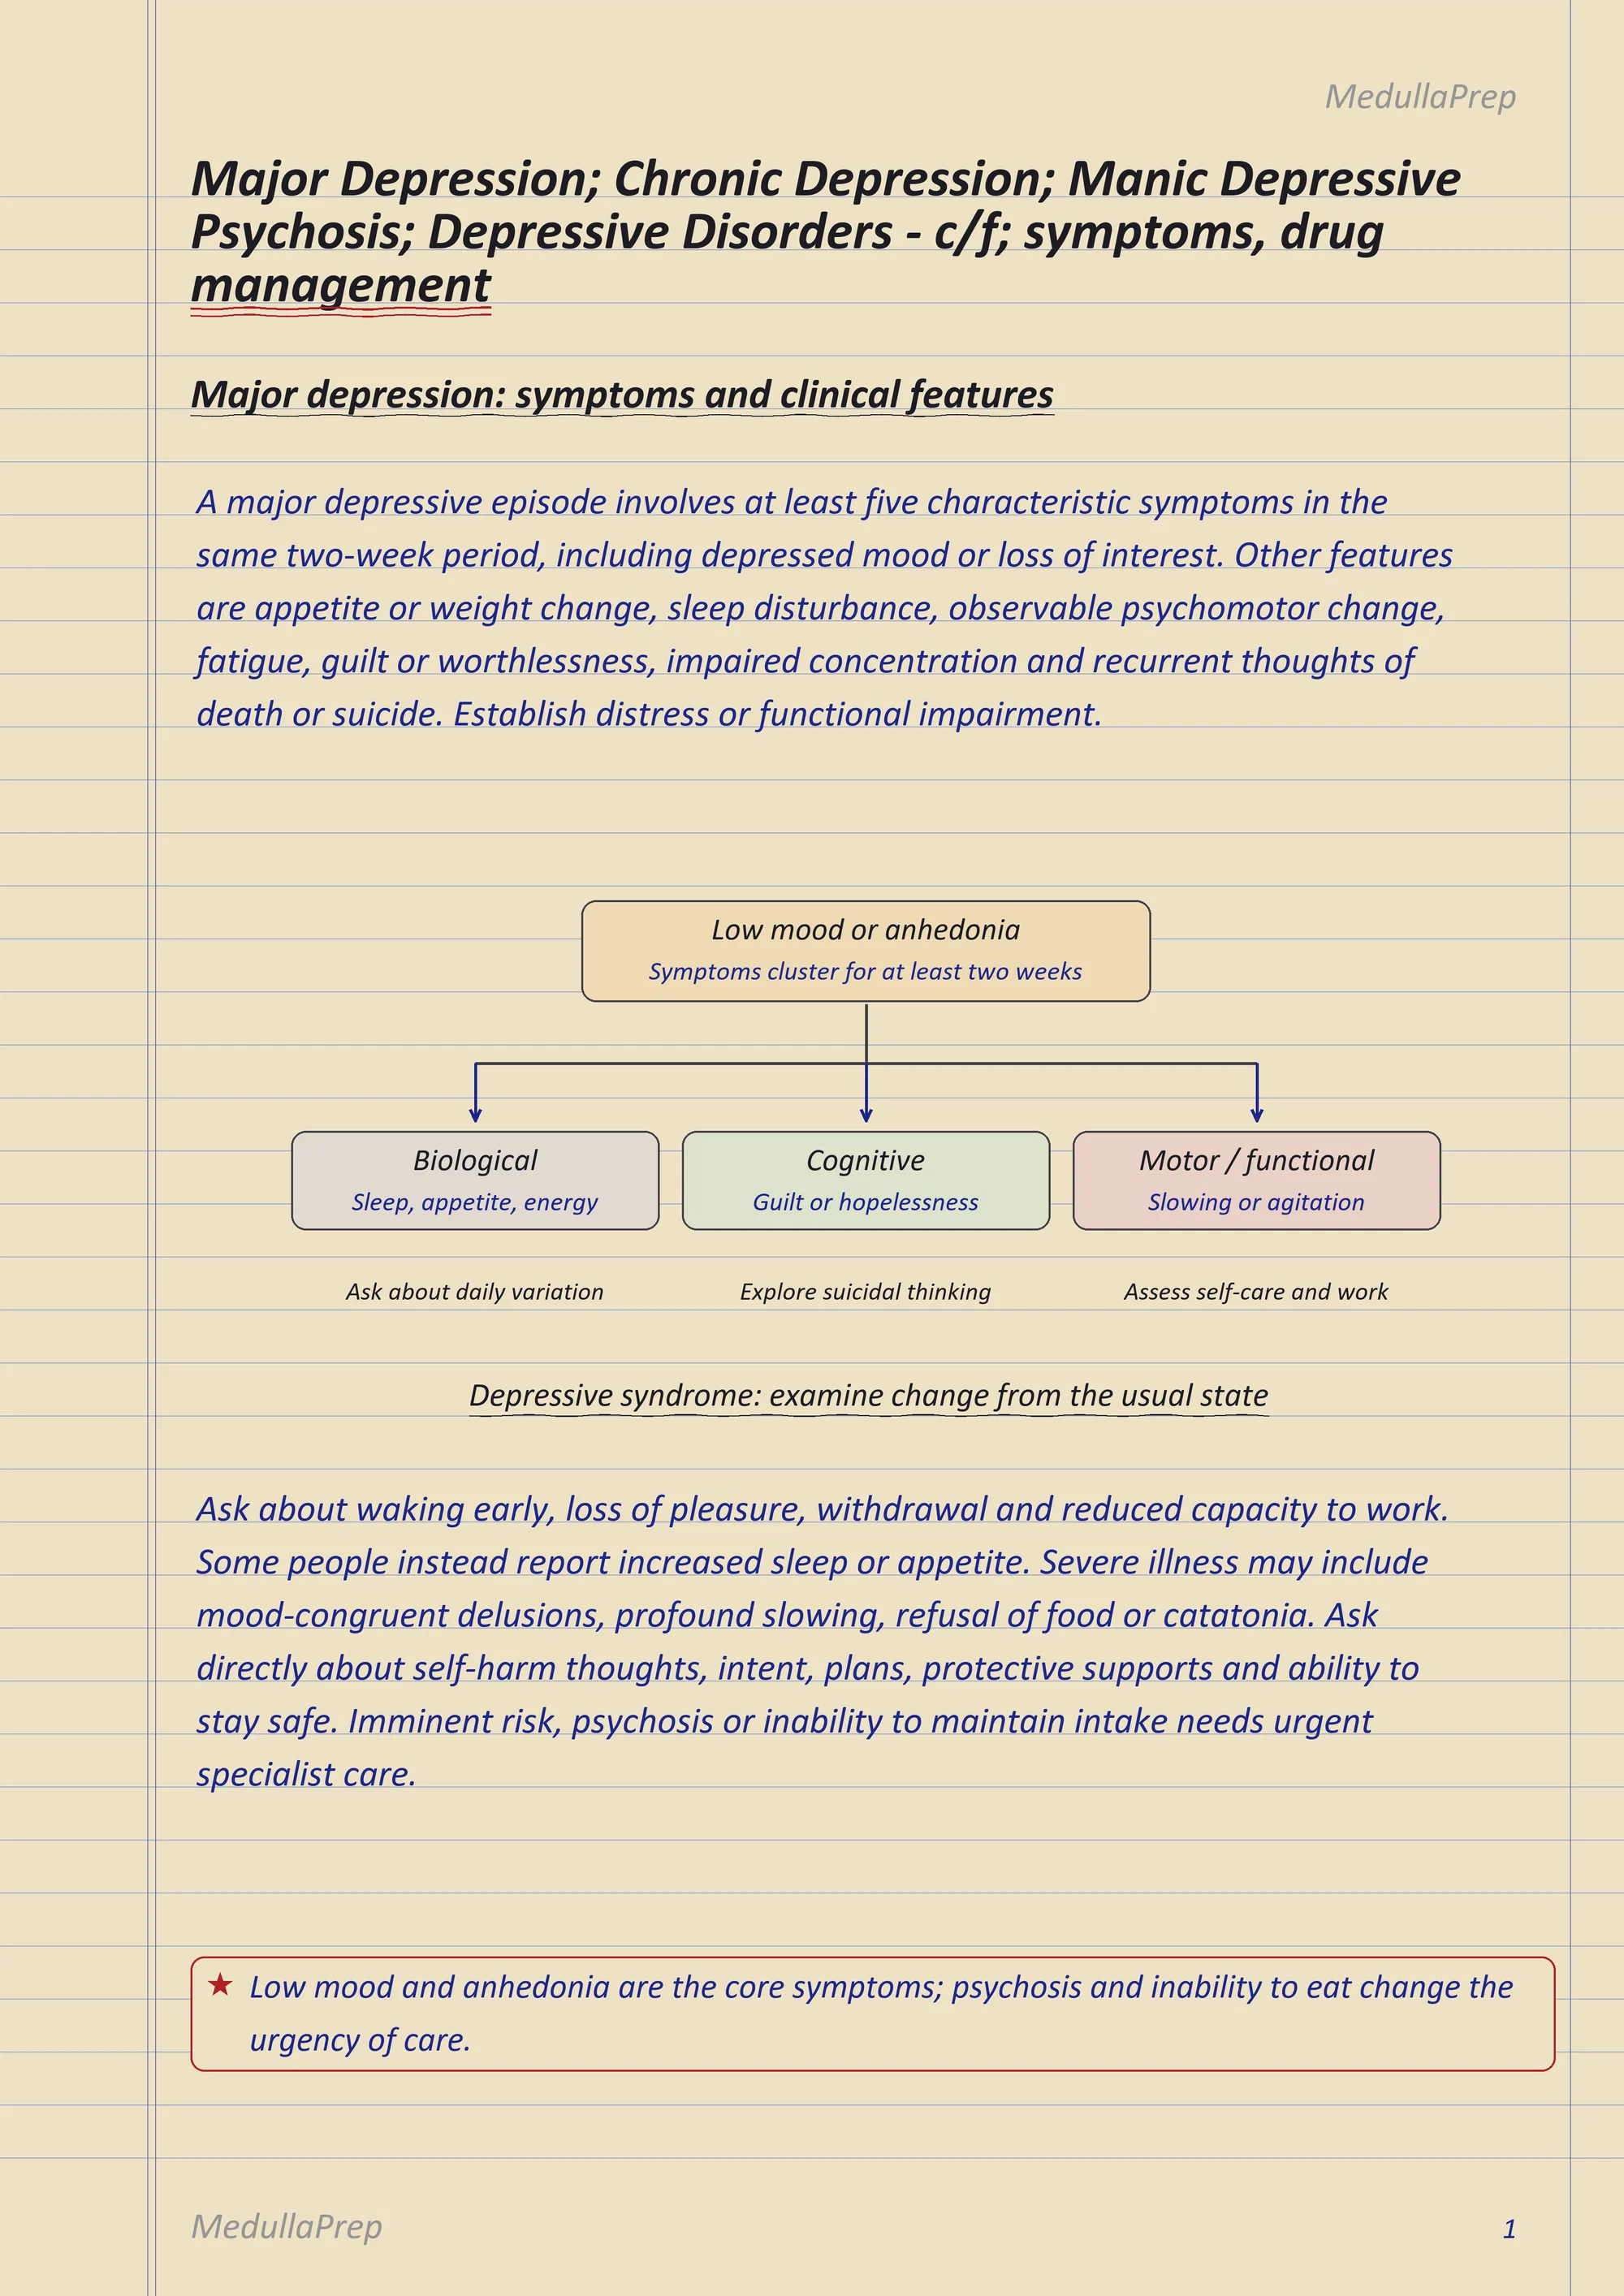 MedullaPrep
Major Depression; Chronic Depression; Manic Depressive
Psychosis; Depressive Disorders - c/f; symptoms, drug
management
Major depression: symptoms and clinical features
A major depressive episode involves at least five characteristic symptoms in the
same two-week period, including depressed mood or loss of interest. Other features
are appetite or weight change, sleep disturbance, observable psychomotor change,
fatigue, guilt or worthlessness, impaired concentration and recurrent thoughts of
death or suicide. Establish distress or functional impairment.
Low mood or anhedonia
Symptoms cluster for at least two weeks
Biological
Sleep, appetite, energy
Cognitive
Guilt or hopelessness
Motor / functional
Slowing or agitation
Ask about daily variation
Explore suicidal thinking
Assess self-care and work
Depressive syndrome: examine change from the usual state
Ask about waking early, loss of pleasure, withdrawal and reduced capacity to work.
Some people instead report increased sleep or appetite. Severe illness may include
mood-congruent delusions, profound slowing, refusal of food or catatonia. Ask
directly about self-harm thoughts, intent, plans, protective supports and ability to
stay safe. Imminent risk, psychosis or inability to maintain intake needs urgent
specialist care.
★ Low mood and anhedonia are the core symptoms; psychosis and inability to eat change the
urgency of care.
MedullaPrep
1